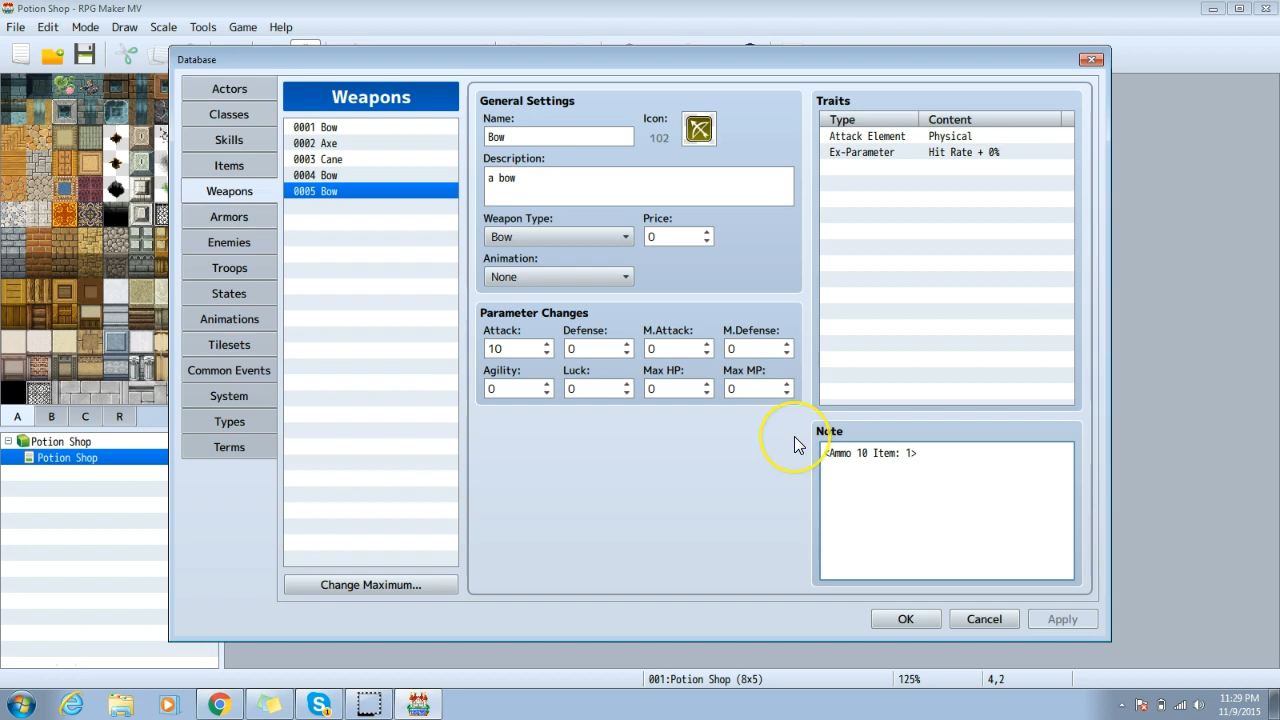 Potion Shop - RPG Maker MV
File Edit Mode Draw Scale Tools Game Help
Database
Actors
Classes
Skills
Items
Weapons
Armors
Enemies
Troops
States
Animations
Tilesets
Common Events
System
Types
Terms
Weapons
0001 Bow
0002 Axe
0003 Cane
0004 Bow
0005 Bow
Change Maximum...
General Settings
Name: Icon:
Bow 102
Description:
a bow
Weapon Type: Price:
Bow 0
Animation:
None
Parameter Changes
Attack: Defense: M.Attack: M.Defense:
10 0 0 0
Agility: Luck: Max HP: Max MP:
0 0 0 0
Traits
Type Content
Attack Element Physical
Ex-Parameter Hit Rate + 0%
Note
<Ammo 10 Item: 1>
OK Cancel Apply
A B C R
Potion Shop
Potion Shop
001:Potion Shop (8x5) 125% 4,2
11:29 PM
11/9/2015